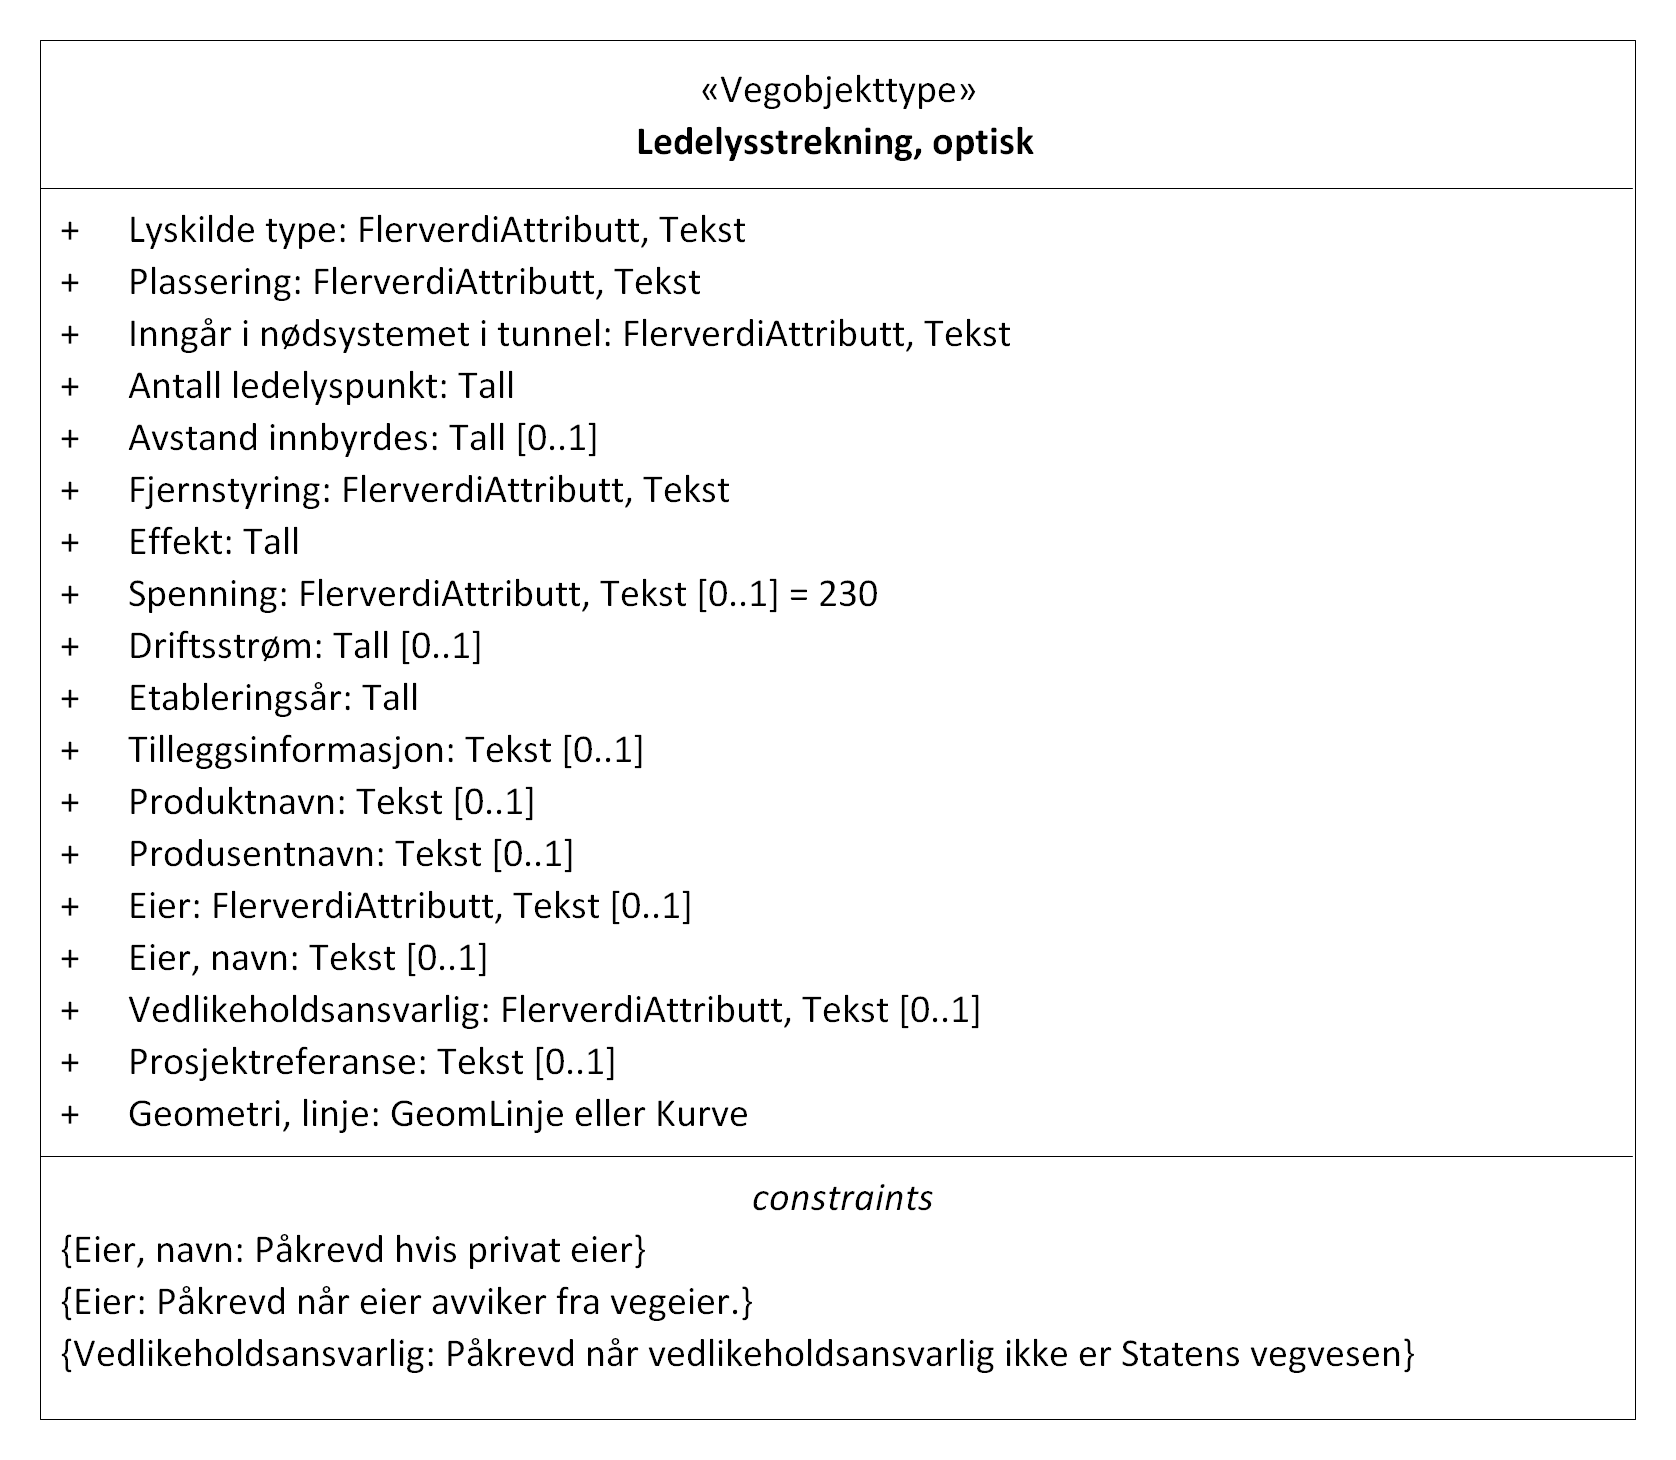 «Vegobjekttype»
Ledelysstrekning, optisk
+ Lyskilde type: FlerverdiAttributt, Tekst
+ Plassering: FlerverdiAttributt, Tekst
+ Inngår i nødsystemet i tunnel: FlerverdiAttributt, Tekst
+ Antall ledelyspunkt: Tall
+ Avstand innbyrdes: Tall [0..1]
+ Fjernstyring: FlerverdiAttributt, Tekst
+ Effekt: Tall
+ Spenning: FlerverdiAttributt, Tekst [0..1] = 230
+ Driftsstrøm: Tall [0..1]
+ Etableringsår: Tall
+ Tilleggsinformasjon: Tekst [0..1]
+ Produktnavn: Tekst [0..1]
+ Produsentnavn: Tekst [0..1]
+ Eier: FlerverdiAttributt, Tekst [0..1]
+ Eier, navn: Tekst [0..1]
+ Vedlikeholdsansvarlig: FlerverdiAttributt, Tekst [0..1]
+ Prosjektreferanse: Tekst [0..1]
+ Geometri, linje: GeomLinje eller Kurve
constraints
{Eier, navn: Påkrevd hvis privat eier}
{Eier: Påkrevd når eier avviker fra vegeier.}
{Vedlikeholdsansvarlig: Påkrevd når vedlikeholdsansvarlig ikke er Statens vegvesen}